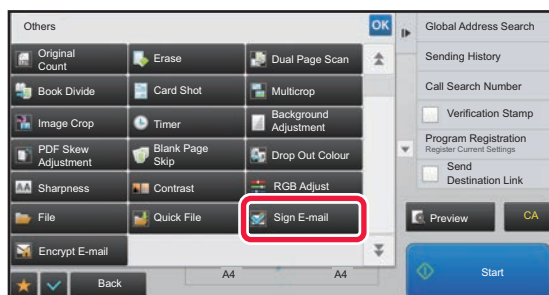 Others
OK
Original
Count
Erase
Dual Page Scan
Book Divide
Card Shot
Multicrop
Image Crop
Timer
Background
Adjustment
PDF Skew
Adjustment
Blank Page
Skip
Drop Out Colour
AA Sharpness
Contrast
RGB Adjust
File
Quick File
Sign E-mail
Encrypt E-mail
Back
A4
A4
Global Address Search
Sending History
Call Search Number
Verification Stamp
Program Registration
Register Current Settings
Send
Destination Link
Preview
CA
Start